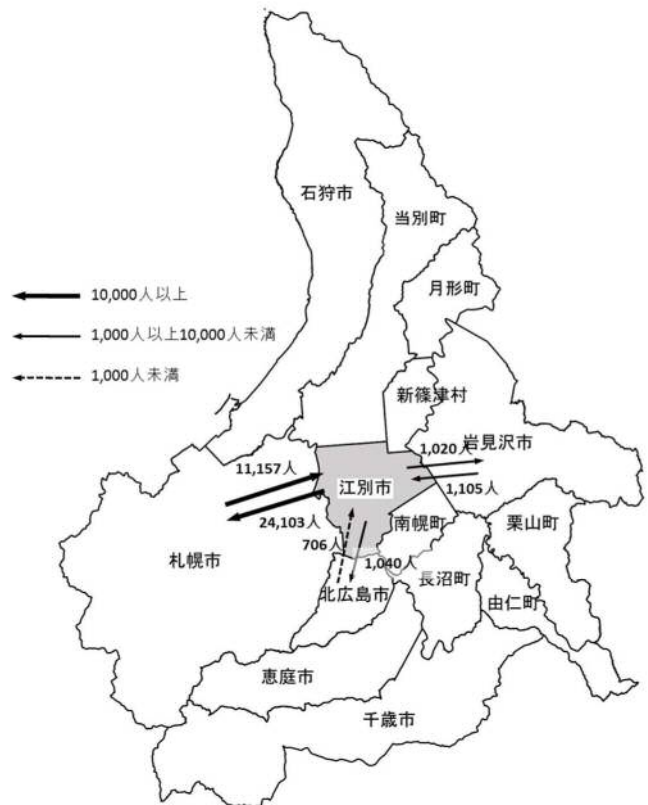 石狩市
当別町
月形町
10,000人以上
1,000人以上10,000人未満
1,000人未満
新篠津村
岩見沢市
1,020人
11,157人
江別市
1,105人
24,103人
南幌町
栗山町
706人
札幌市
1,040人
長沼町
北広島市
由仁町
恵庭市
千歳市